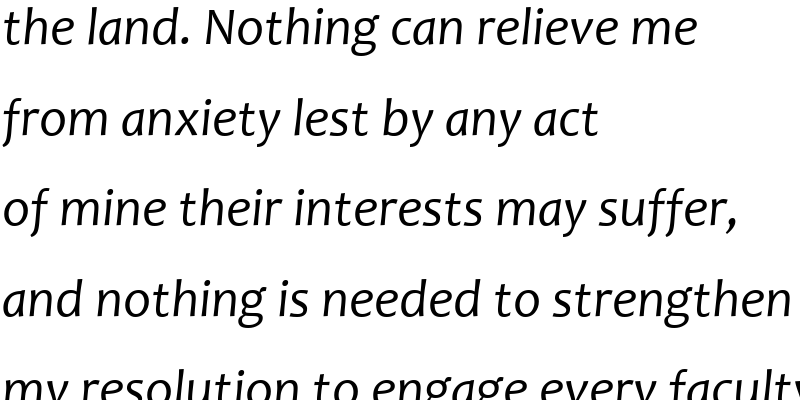 the land. Nothing can relieve me
from anxiety lest by any act
of mine their interests may suffer,
and nothing is needed to strengthen
my resolution to engage every faculty